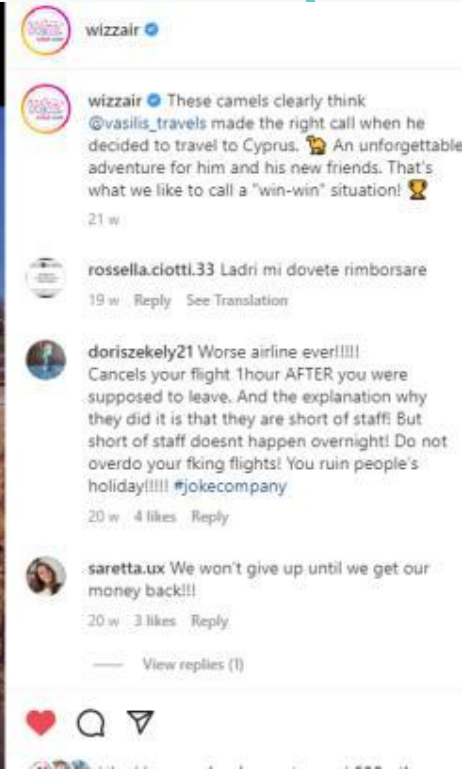 wizzair
wizzair These camels clearly think
@vasilis_travels made the right call when he
decided to travel to Cyprus. 🐪 An unforgettable
adventure for him and his new friends. That's
what we like to call a "win-win" situation! 🏆
21 w
rossella.ciotti.33 Ladri mi dovete rimborsare
19 w Reply See Translation
doriszekely21 Worse airline ever!!!!!
Cancels your flight 1hour AFTER you were
supposed to leave. And the explanation why
they did it is that they are short of staff! But
short of staff doesnt happen overnight! Do not
overdo your fking flights! You ruin people's
holiday!!!!! #jokecompany
20 w 4 likes Reply
saretta.ux We won't give up until we get our
money back!!!
20 w 3 likes Reply
View replies (1)